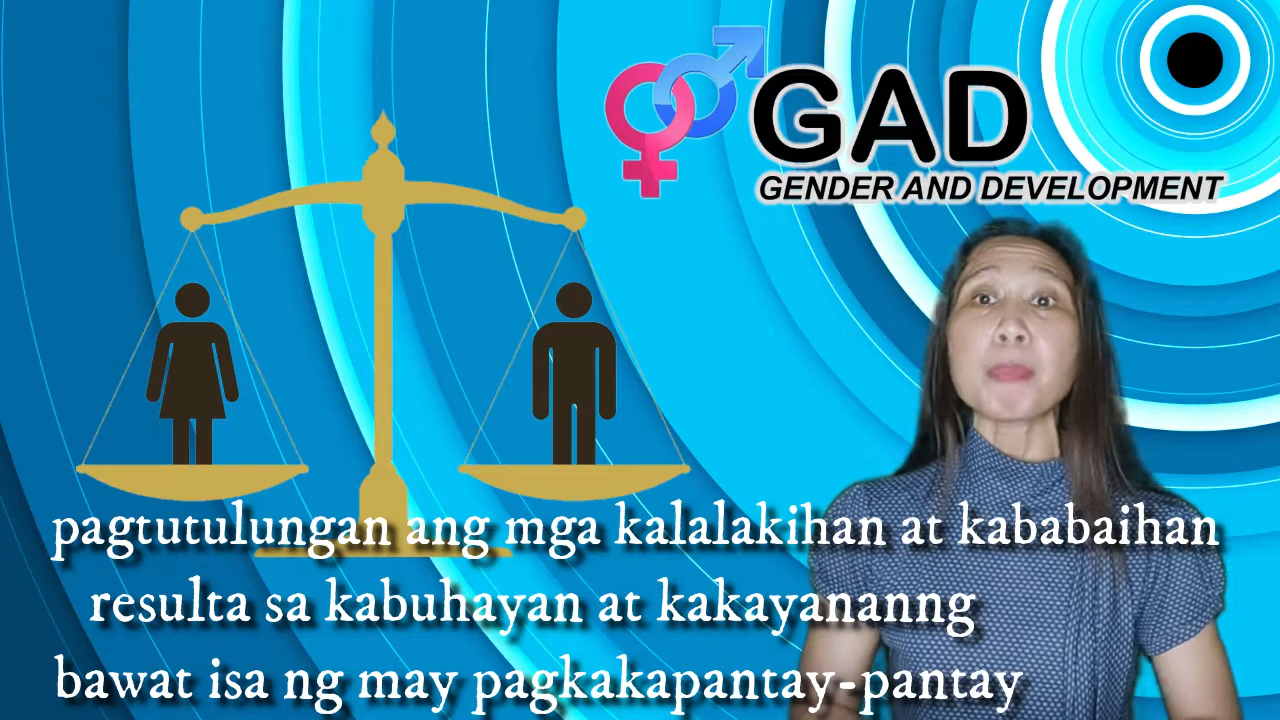 GAD
GENDER AND DEVELOPMENT
pagtutulungan ang mga kalalakihan at kababaihan
resulta sa kabuhayan at kakayananng
bawat isa ng may pagkakapantay-pantay